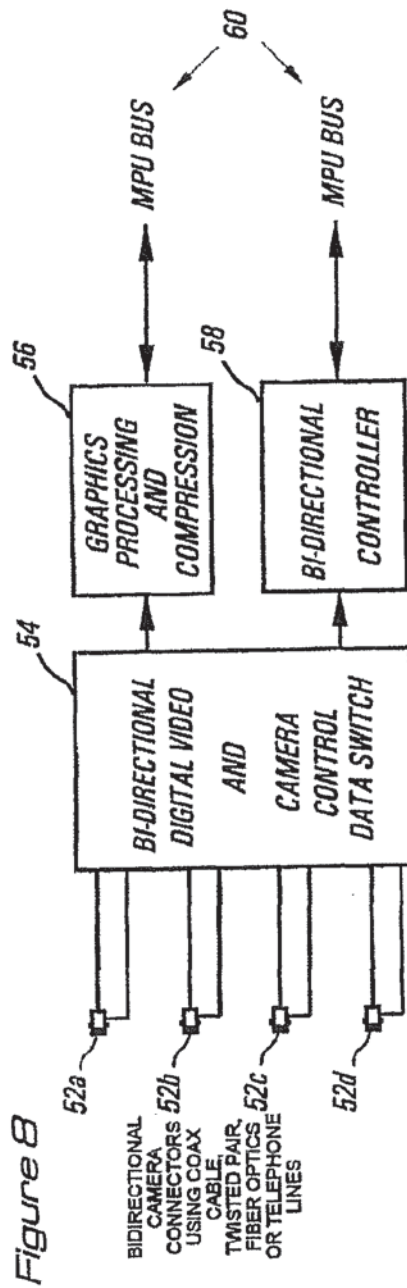 Figure 8
BIDIRECTIONAL
CAMERA
CONNECTORS
USING COAX
CABLE,
TWISTED PAIR,
FIBER OPTICS
OR TELEPHONE
LINES
52a
52b
52c
52d
54
BI-DIRECTIONAL
DIGITAL VIDEO
AND
CAMERA
CONTROL
DATA SWITCH
56
GRAPHICS
PROCESSING
AND
COMPRESSION
58
BI-DIRECTIONAL
CONTROLLER
MPU BUS
MPU BUS
60